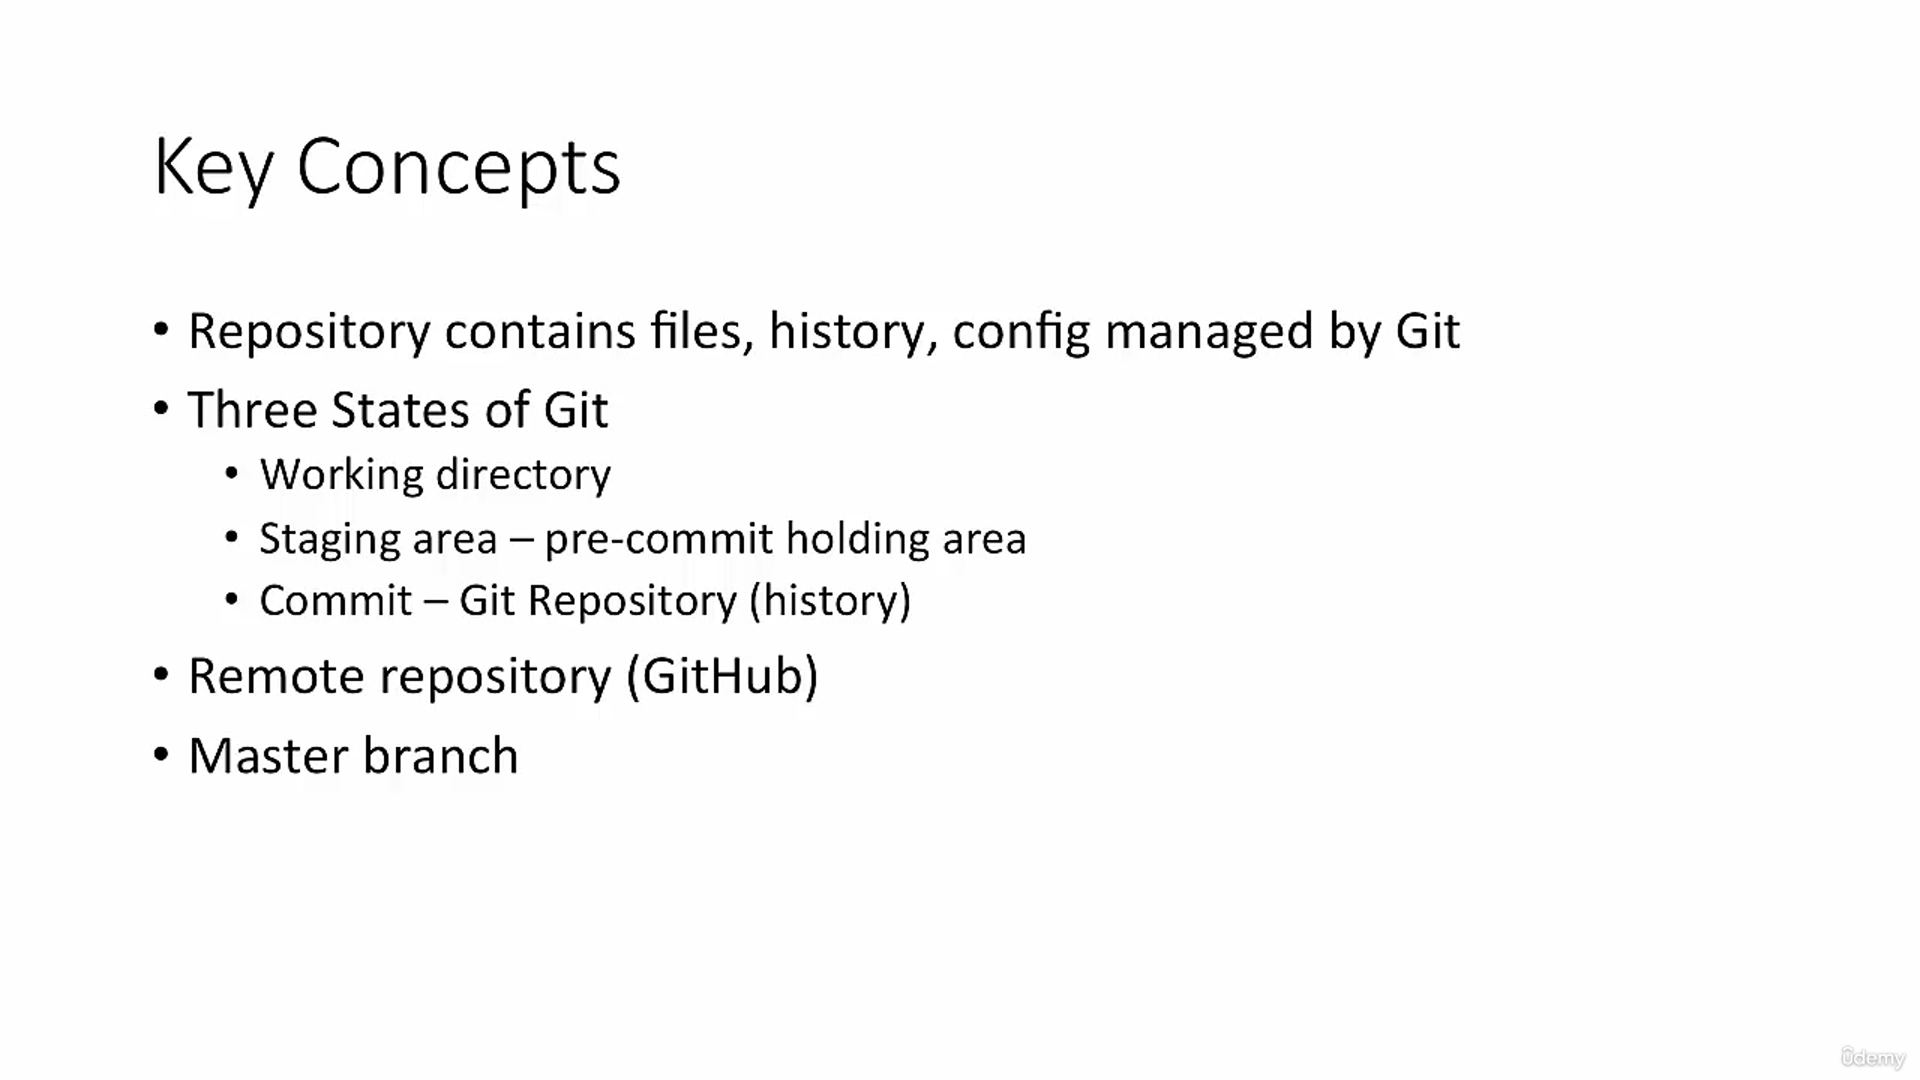 Key Concepts
• Repository contains files, history, config managed by Git
• Three States of Git
• Working directory
• Staging area – pre-commit holding area
• Commit – Git Repository (history)
• Remote repository (GitHub)
• Master branch
ûdemy